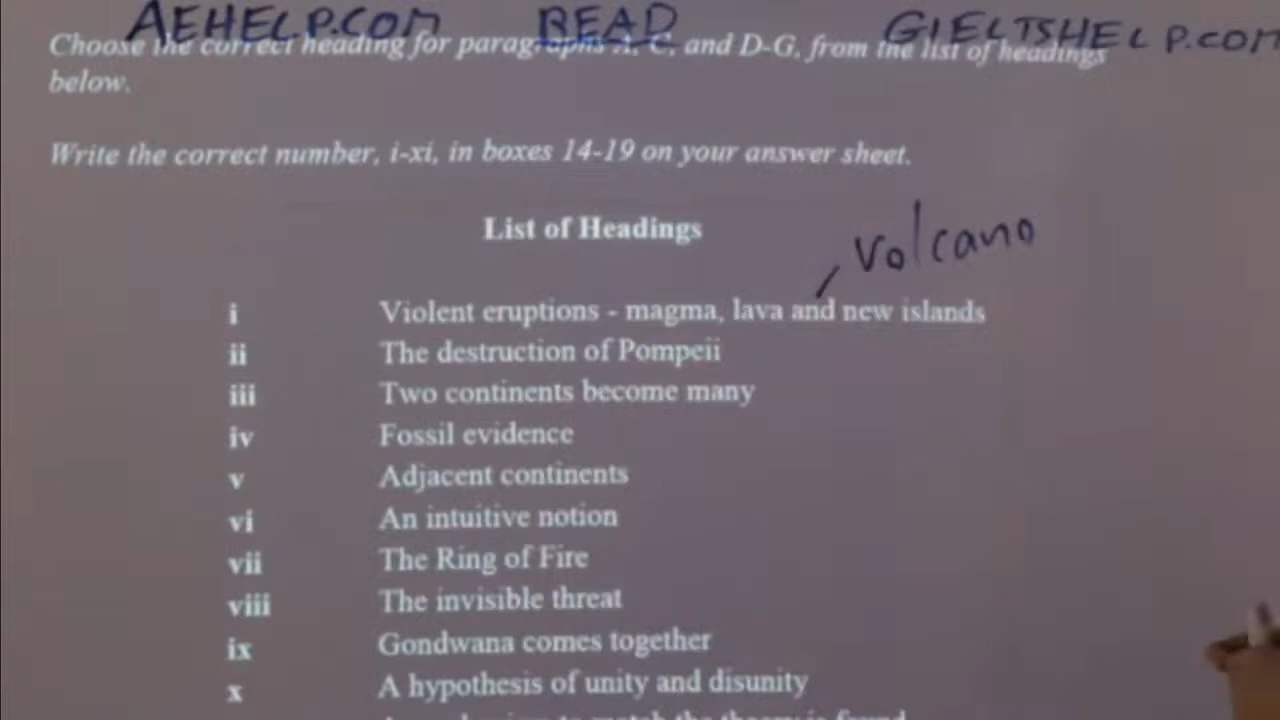 AEHELP.COM READ GIELTSHELP.COM
Choose the correct heading for paragraphs A, C, and D-G, from the list of headings
below.
Write the correct number, i-xi, in boxes 14-19 on your answer sheet.
List of Headings
volcano
i Violent eruptions - magma, lava and new islands
ii The destruction of Pompeii
iii Two continents become many
iv Fossil evidence
v Adjacent continents
vi An intuitive notion
vii The Ring of Fire
viii The invisible threat
ix Gondwana comes together
x A hypothesis of unity and disunity